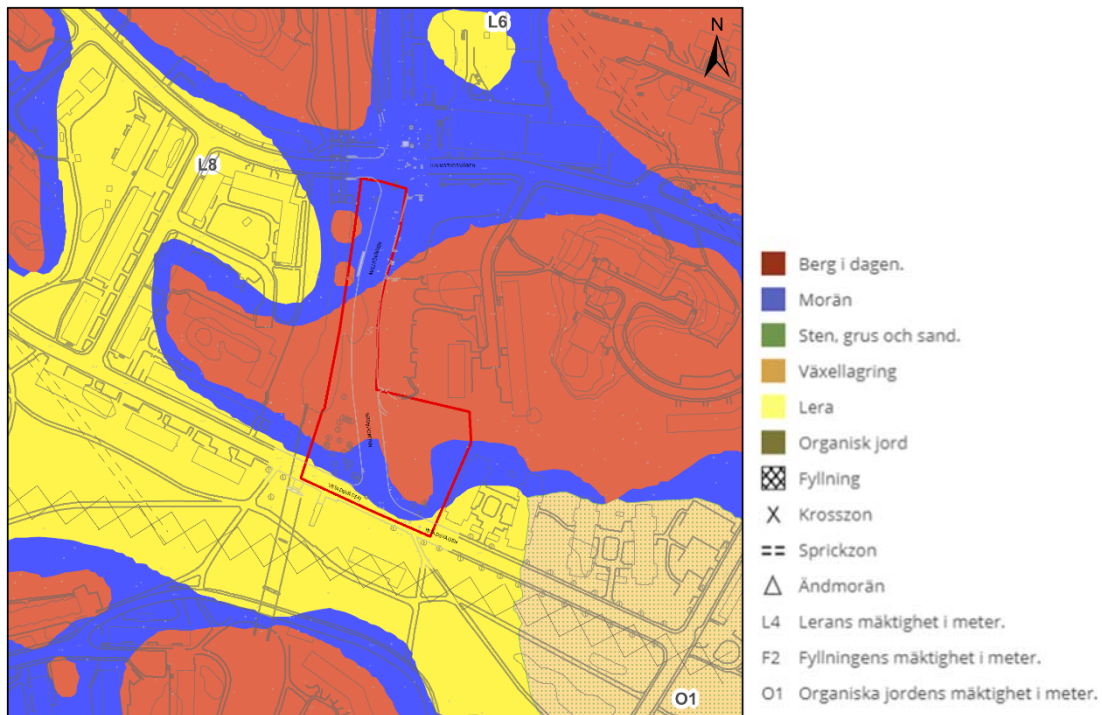 L6
N
L8
O1
Berg i dagen.
Morän
Sten, grus och sand.
Växellagring
Lera
Organisk jord
Fyllning
Krosszon
Sprickzon
Ändmorän
L4 Lerans mäktighet i meter.
F2 Fyllningens mäktighet i meter.
O1 Organiska jordens mäktighet i meter.